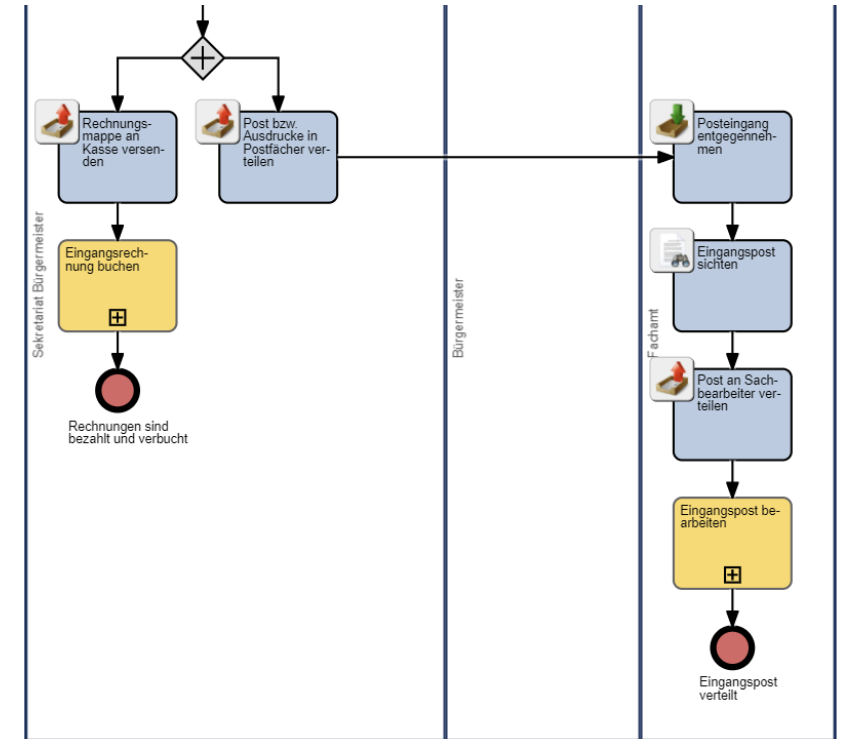 Rechnungs-
mappe an
Kasse versen-
den
Post bzw.
Ausdrucke in
Postfächer ver-
teilen
Posteingang
entgegenneh-
men
Sekretariat Bürgermeister
Eingangsrech-
nung buchen
Bürgermeister
Fachamt
Eingangspost
sichten
Rechnungen sind
bezahlt und verbucht
Post an Sach-
bearbeiter ver-
teilen
Eingangspost be-
arbeiten
Eingangspost
verteilt